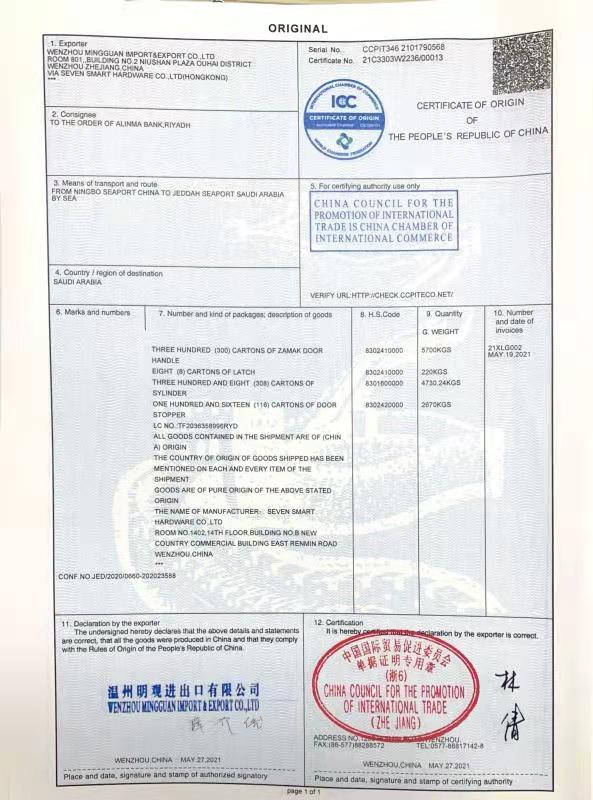 ORIGINAL
1. Exporter
WENZHOU MINGGUAN IMPORT&EXPORT CO.,LTD
ROOM 801,,BUILDING NO.2 NIUSHAN PLAZA OUHAI DISTRICT
WENZHOU ZHEJIANG,CHINA
VIA SEVEN SMART HARDWARE CO.,LTD(HONGKONG)
***
Serial No. CCPIT346 2101790568
Certificate No. 21C3303W2236/00013
INTERNATIONAL CHAMBER OF COMMERCE
ICC
CERTIFICATE OF ORIGIN
WORLD CHAMBERS FEDERATION
CERTIFICATE OF ORIGIN
OF
THE PEOPLE'S REPUBLIC OF CHINA
2. Consignee
TO THE ORDER OF ALINMA BANK,RIYADH
3. Means of transport and route
FROM NINGBO SEAPORT CHINA TO JEDDAH SEAPORT SAUDI ARABIA
BY SEA
5. For certifying authority use only
CHINA COUNCIL FOR THE
PROMOTION OF INTERNATIONAL
TRADE IS CHINA CHAMBER OF
INTERNATIONAL COMMERCE
4. Country / region of destination
SAUDI ARABIA
VERIFY URL:HTTP://CHECK.CCPITECO.NET/
6. Marks and numbers
7. Number and kind of packages; description of goods
8. H.S.Code
9. Quantity
G. WEIGHT
10. Number
and date of
invoices
THREE HUNDRED (300) CARTONS OF ZAMAK DOOR 8302410000 5700KGS 21XLG002
HANDLE MAY.19,2021
EIGHT (8) CARTONS OF LATCH 8302410000 220KGS
THREE HUNDRED AND EIGHT (308) CARTONS OF 8301600000 4730.24KGS
SYLINDER
ONE HUNDRED AND SIXTEEN (116) CARTONS OF DOOR 8302420000 2670KGS
STOPPER
LC NO.:TF2036358996RYD
ALL GOODS CONTAINED IN THE SHIPMENT ARE OF (CHIN
A) ORIGIN
THE COUNTRY OF ORIGIN OF GOODS SHIPPED HAS BEEN
MENTIONED ON EACH AND EVERY ITEM OF THE
SHIPMENT
GOODS ARE OF PURE ORIGIN OF THE ABOVE STATED
ORIGIN
THE NAME OF MANUFACTURER: SEVEN SMART
HARDWARE CO.,LTD
ROOM NO.1402,14TH FLOOR,BUILDING NO.B NEW
COUNTRY COMMERCIAL BUILDING EAST RENMIN ROAD
WENZHOU,CHINA
***
CONF.NO.JED/2020/0660-202023588
11. Declaration by the exporter
The undersigned hereby declares that the above details and statements
are correct, that all the goods were produced in China and that they comply
with the Rules of Origin of the People's Republic of China.
温州明观进出口有限公司
WENZHOU MINGGUAN IMPORT & EXPORT CO.,LTD
WENZHOU,CHINA MAY.27,2021
Place and date, signature and stamp of authorized signatory
12. Certification
It is hereby certified that the declaration by the exporter is correct.
中国国际贸易促进委员会
单据证明专用章
(浙6)
CHINA COUNCIL FOR THE PROMOTION
OF INTERNATIONAL TRADE
(ZHE JIANG)
林倩
ADDRESS NO. WENZHOU.
FAX:(86-577)88288572 TEL:0577-88817142-8
WENZHOU,CHINA MAY.27,2021
Place and date, signature and stamp of certifying authority
page 1 of 1